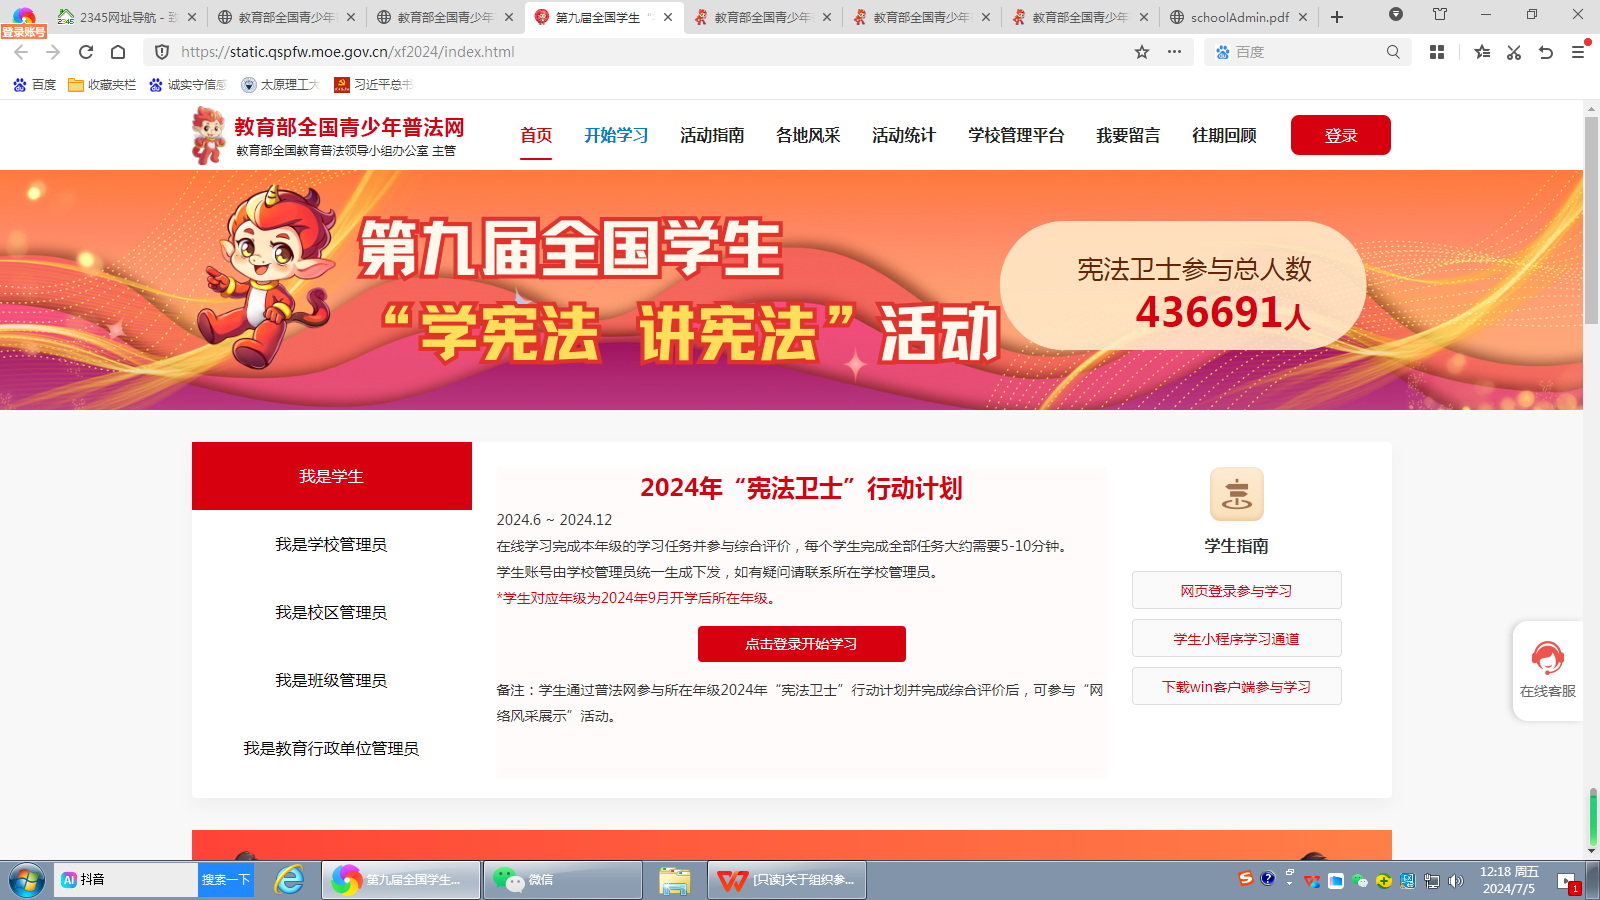 2345网址导航 - 致
教育部全国青少年
教育部全国青少年
第九届全国学生“
教育部全国青少年
教育部全国青少年
教育部全国青少年
schoolAdmin.pdf
登录账号
https://static.qspfw.moe.gov.cn/xf2024/index.html
百度
百度
收藏夹栏
诚实守信感
太原理工大
习近平总书
教育部全国青少年普法网
教育部全国教育普法领导小组办公室 主管
首页
开始学习
活动指南
各地风采
活动统计
学校管理平台
我要留言
往期回顾
登录
第九届全国学生
“学宪法 讲宪法”活动
宪法卫士参与总人数
436691人
我是学生
我是学校管理员
我是校区管理员
我是班级管理员
我是教育行政单位管理员
2024年“宪法卫士”行动计划
2024.6 ~ 2024.12
在线学习完成本年级的学习任务并参与综合评价，每个学生完成全部任务大约需要5-10分钟。
学生账号由学校管理员统一生成下发，如有疑问请联系所在学校管理员。
*学生对应年级为2024年9月开学后所在年级。
点击登录开始学习
备注：学生通过普法网参与所在年级2024年“宪法卫士”行动计划并完成综合评价后，可参与“网
络风采展示”活动。
学生指南
网页登录参与学习
学生小程序学习通道
下载win客户端参与学习
在线客服
抖音
搜索一下
第九届全国学生...
微信
[只读]关于组织参...
12:18 周五
2024/7/5
1